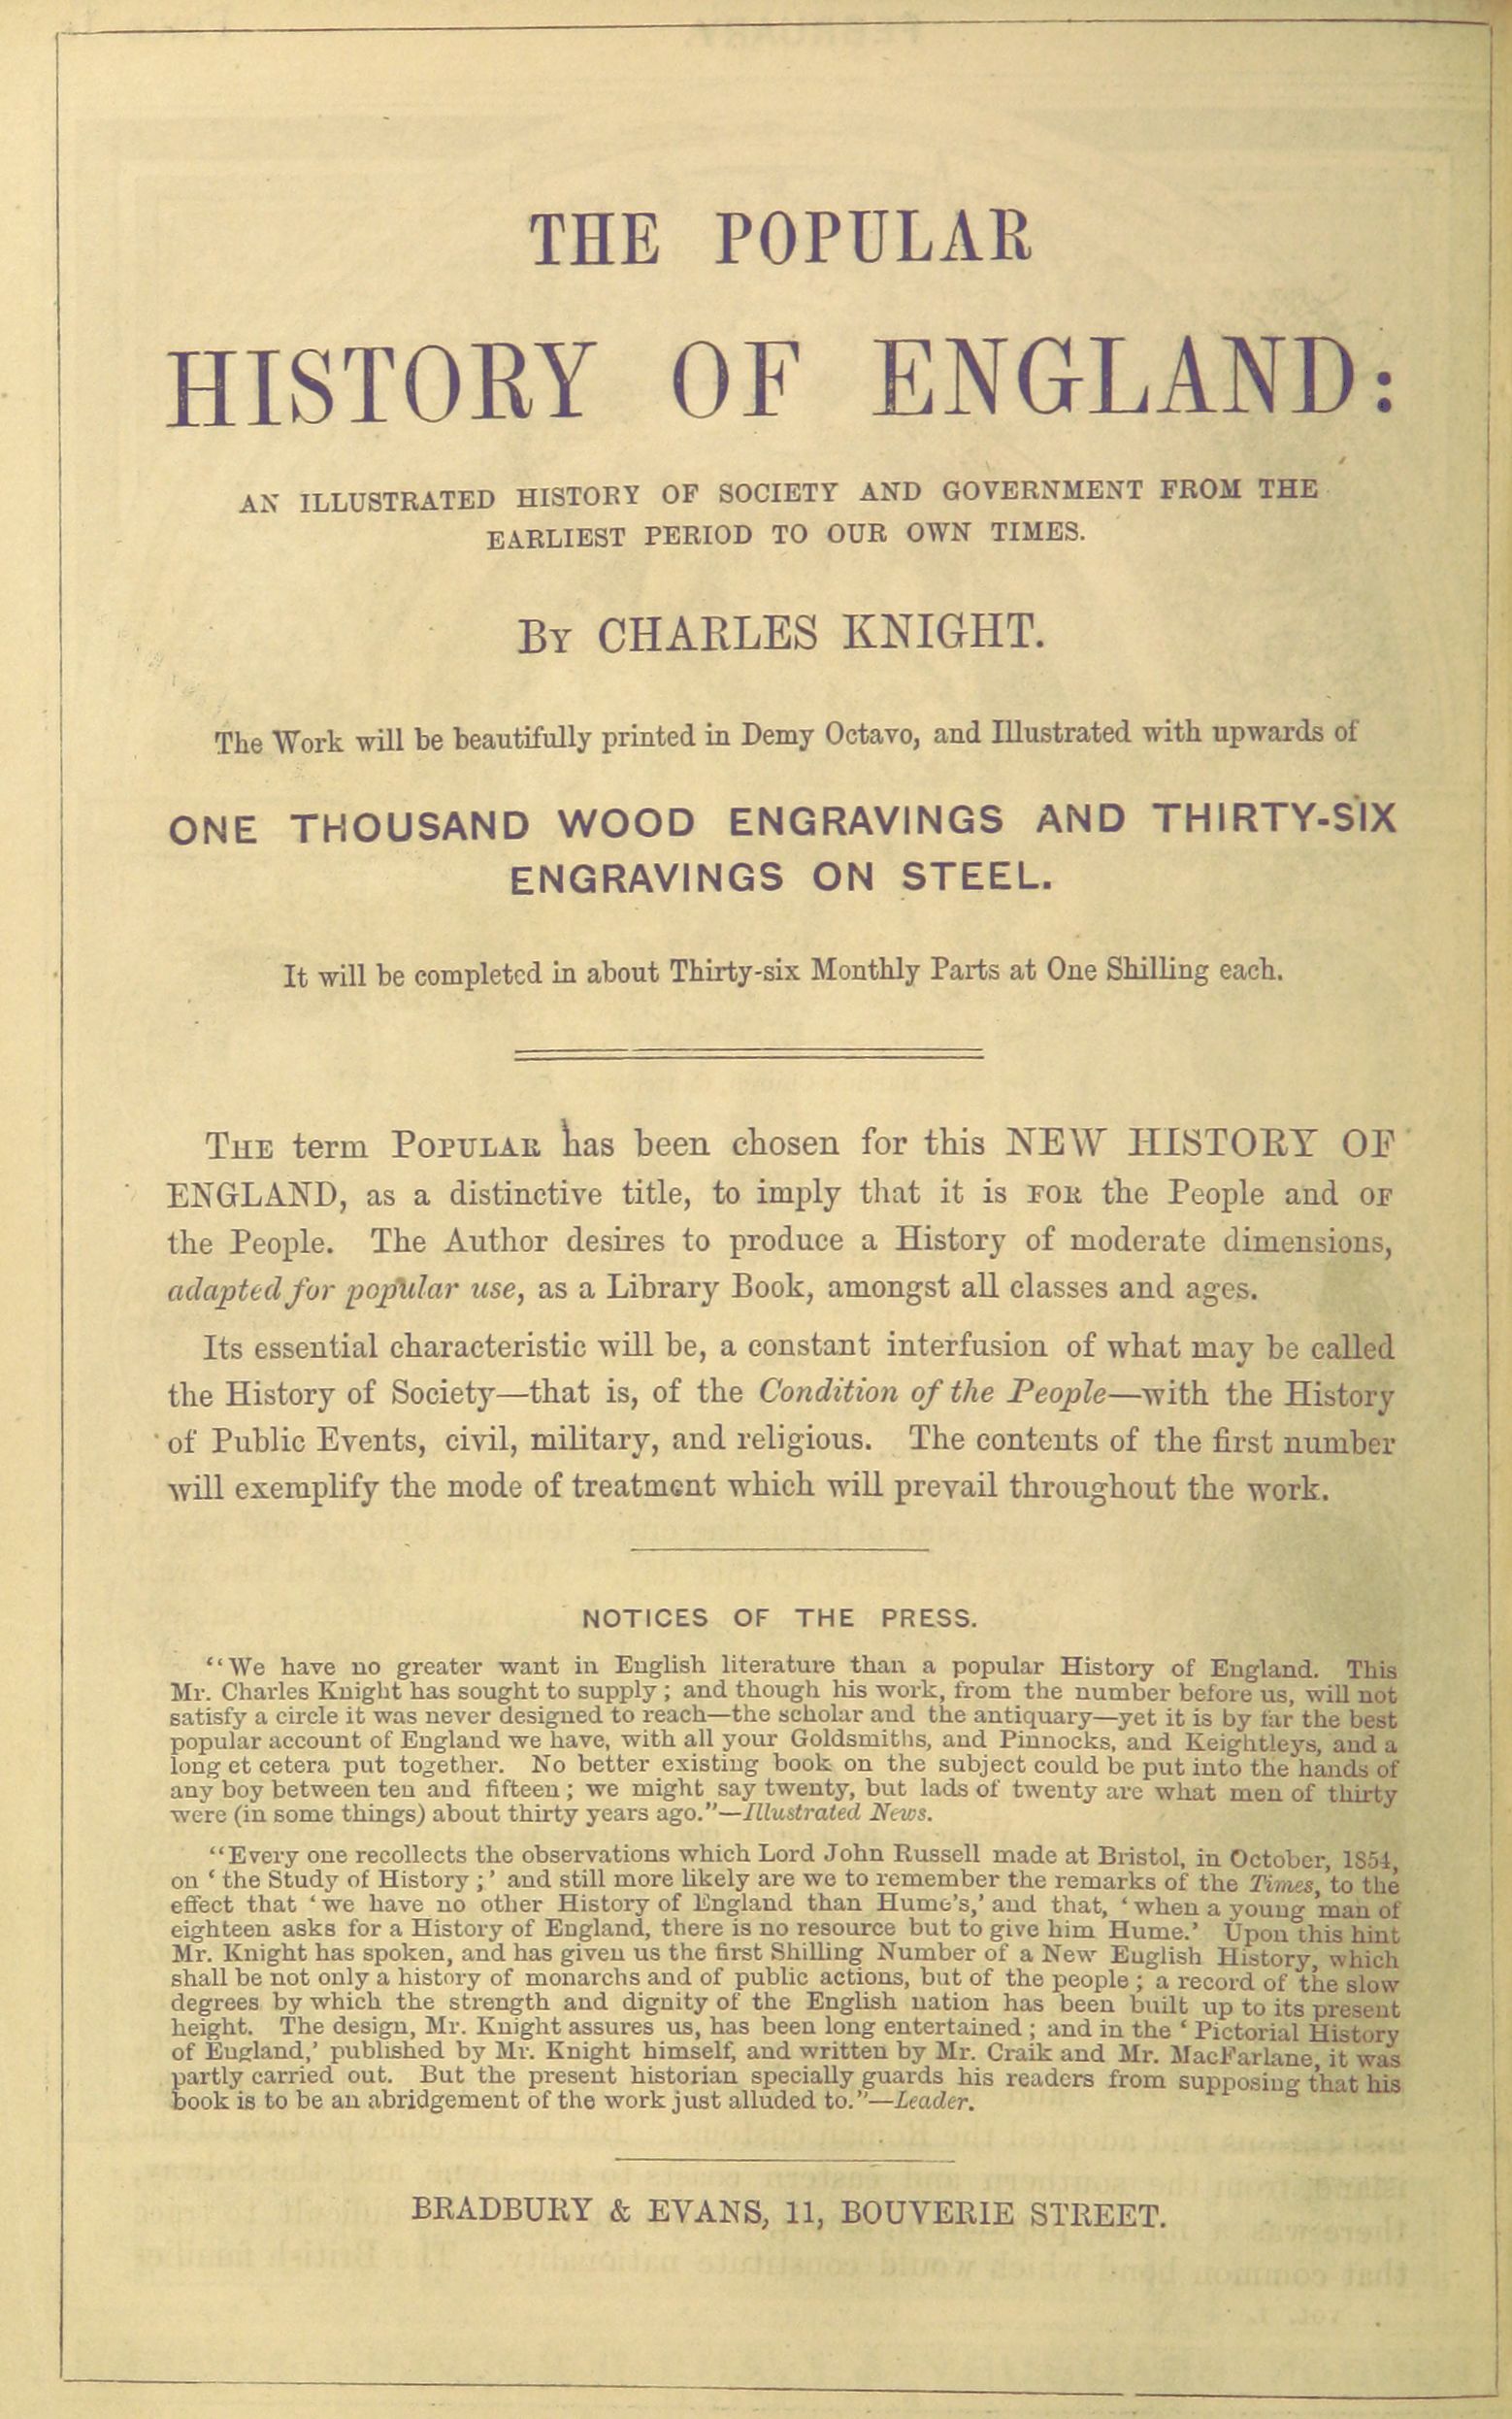 THE POPULAR
HISTORY OF ENGLAND:
AN ILLUSTRATED HISTORY OF SOCIETY AND GOVERNMENT FROM THE
EARLIEST PERIOD TO OUR OWN TIMES.
BY CHARLES KNIGHT.
The Work will be beautifully printed in Demy Octavo, and Illustrated with upwards of
ONE THOUSAND WOOD ENGRAVINGS AND THIRTY-SIX
ENGRAVINGS ON STEEL.
It will be completed in about Thirty-six Monthly Parts at One Shilling each.
THE term POPULAR has been chosen for this NEW HISTORY OF
ENGLAND, as a distinctive title, to imply that it is FOR the People and OF
the People. The Author desires to produce a History of moderate dimensions,
adapted for popular use, as a Library Book, amongst all classes and ages.
Its essential characteristic will be, a constant interfusion of what may be called
the History of Society—that is, of the Condition of the People—with the History
of Public Events, civil, military, and religious. The contents of the first number
will exemplify the mode of treatment which will prevail throughout the work.
NOTICES OF THE PRESS.
“We have no greater want in English literature than a popular History of England. This
Mr. Charles Knight has sought to supply; and though his work, from the number before us, will not
satisfy a circle it was never designed to reach—the scholar and the antiquary—yet it is by far the best
popular account of England we have, with all your Goldsmiths, and Pinnocks, and Keightleys, and a
long et cetera put together. No better existing book on the subject could be put into the hands of
any boy between ten and fifteen; we might say twenty, but lads of twenty are what men of thirty
were (in some things) about thirty years ago.”—Illustrated News.
“Every one recollects the observations which Lord John Russell made at Bristol, in October, 1854,
on ‘the Study of History;’ and still more likely are we to remember the remarks of the Times, to the
effect that ‘we have no other History of England than Hume's,’ and that, ‘when a young man of
eighteen asks for a History of England, there is no resource but to give him Hume.’ Upon this hint
Mr. Knight has spoken, and has given us the first Shilling Number of a New English History, which
shall be not only a history of monarchs and of public actions, but of the people; a record of the slow
degrees by which the strength and dignity of the English nation has been built up to its present
height. The design, Mr. Knight assures us, has been long entertained; and in the ‘Pictorial History
of England,’ published by Mr. Knight himself, and written by Mr. Craik and Mr. MacFarlane, it was
partly carried out. But the present historian specially guards his readers from supposing that his
book is to be an abridgement of the work just alluded to.”—Leader.
BRADBURY & EVANS, 11, BOUVERIE STREET.